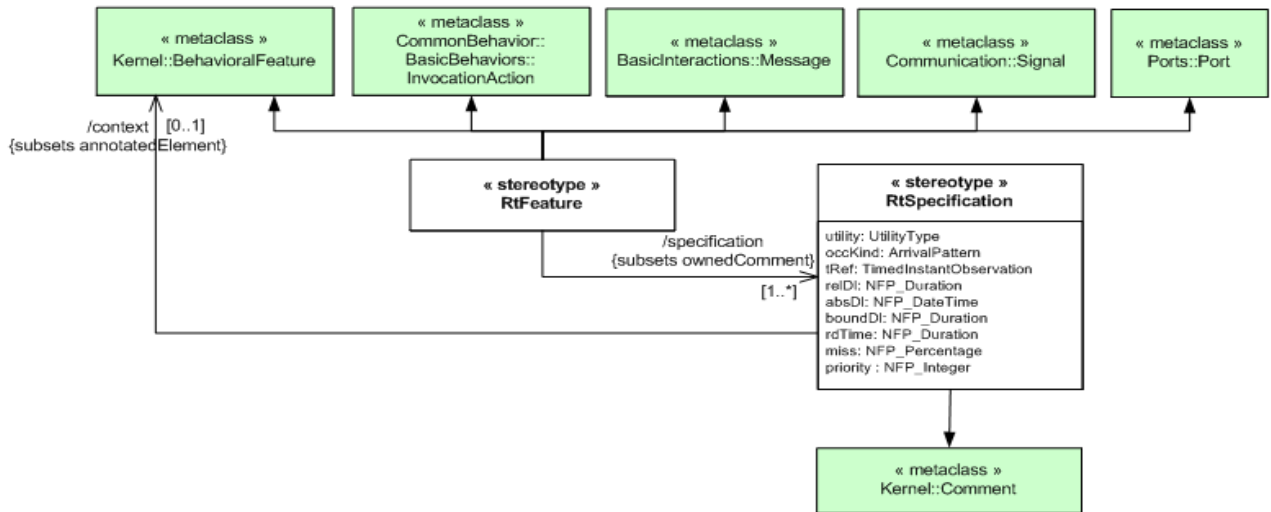 « metaclass »
Kernel::BehavioralFeature
« metaclass »
CommonBehavior::
BasicBehaviors::
InvocationAction
« metaclass »
BasicInteractions::Message
« metaclass »
Communication::Signal
« metaclass »
Ports::Port
/context [0..1]
{subsets annotatedElement}
« stereotype »
RtFeature
/specification
{subsets ownedComment}
[1..*]
« stereotype »
RtSpecification
utility: UtilityType
occKind: ArrivalPattern
tRef: TimedInstantObservation
relDl: NFP_Duration
absDl: NFP_DateTime
boundDl: NFP_Duration
rdTime: NFP_Duration
miss: NFP_Percentage
priority : NFP_Integer
« metaclass »
Kernel::Comment